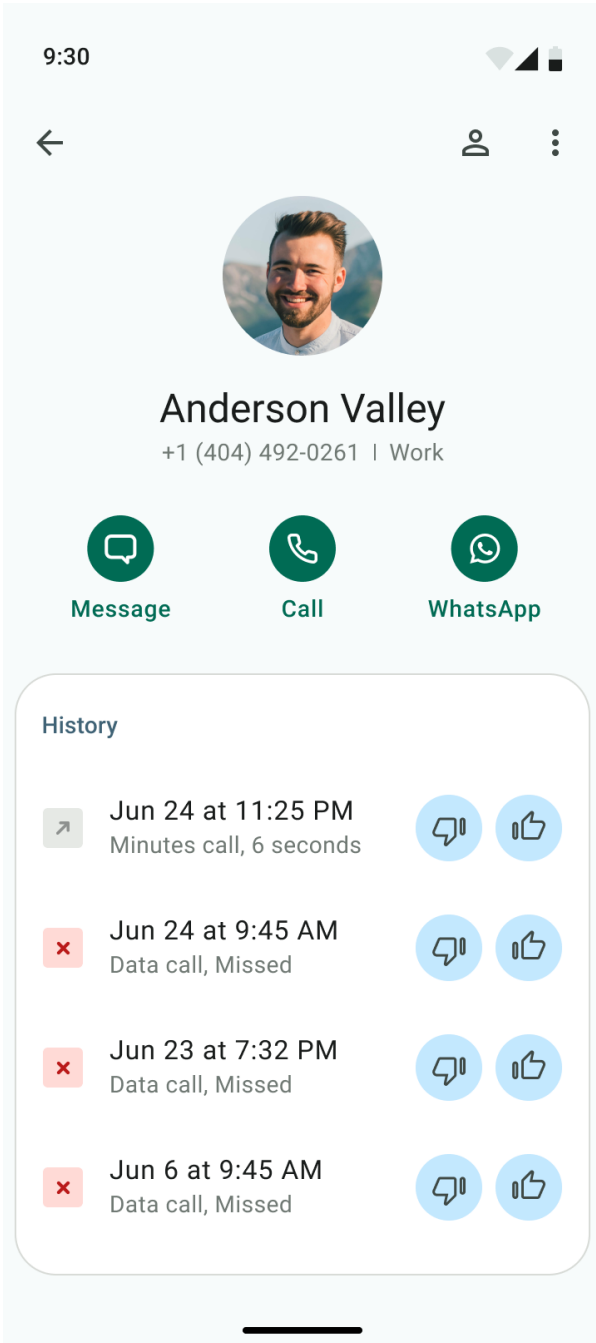 9:30
Anderson Valley
+1 (404) 492-0261 | Work
Message
Call
WhatsApp
History
Jun 24 at 11:25 PM
Minutes call, 6 seconds
Jun 24 at 9:45 AM
Data call, Missed
Jun 23 at 7:32 PM
Data call, Missed
Jun 6 at 9:45 AM
Data call, Missed